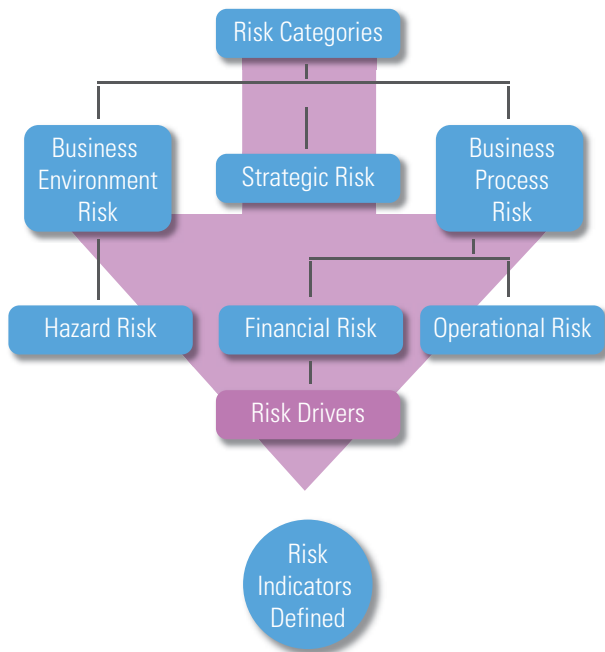 Risk Categories
Business
Environment
Risk
Strategic Risk
Business
Process
Risk
Hazard Risk
Financial Risk
Operational Risk
Risk Drivers
Risk
Indicators
Defined